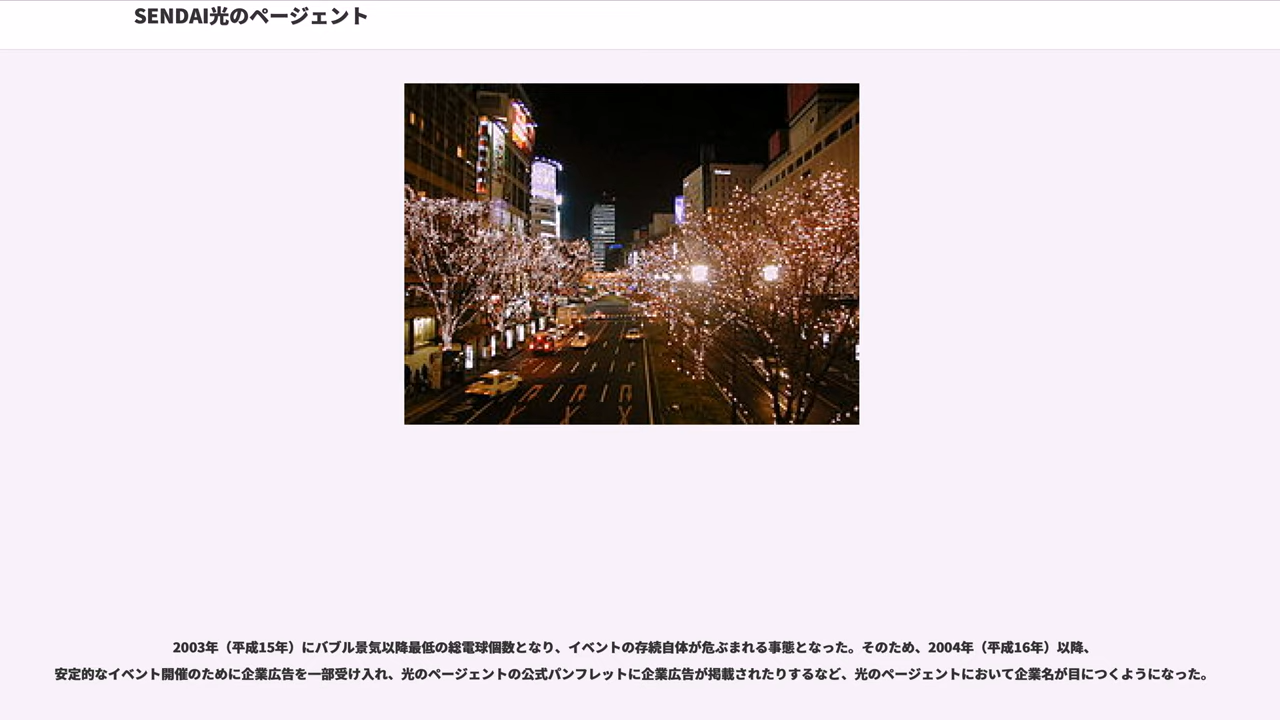 SENDAI光のページェント
2003年（平成15年）にバブル景気以降最低の総電球個数となり、イベントの存続自体が危ぶまれる事態となった。そのため、2004年（平成16年）以降、
安定的なイベント開催のために企業広告を一部受け入れ、光のページェントの公式パンフレットに企業広告が掲載されたりするなど、光のページェントにおいて企業名が目につくようになった。